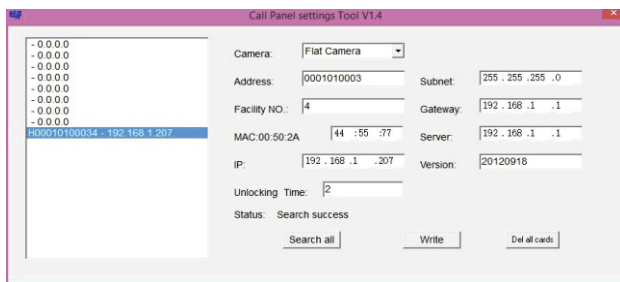 Call Panel settings Tool V1.4
- 0.0.0.0
- 0.0.0.0
- 0.0.0.0
- 0.0.0.0
- 0.0.0.0
- 0.0.0.0
- 0.0.0.0
- 0.0.0.0
H00010100034 - 192.168.1.207
Camera: Flat Camera
Address: 0001010003
Subnet: 255 . 255 . 255 . 0
Facility NO.: 4
Gateway: 192 . 168 . 1 . 1
MAC:00:50:2A 44 :55 :77
Server: 192 . 168 . 1 . 1
IP: 192 . 168 . 1 . 207
Version: 20120918
Unlocking Time: 2
Status: Search success
Search all
Write
Del all cards